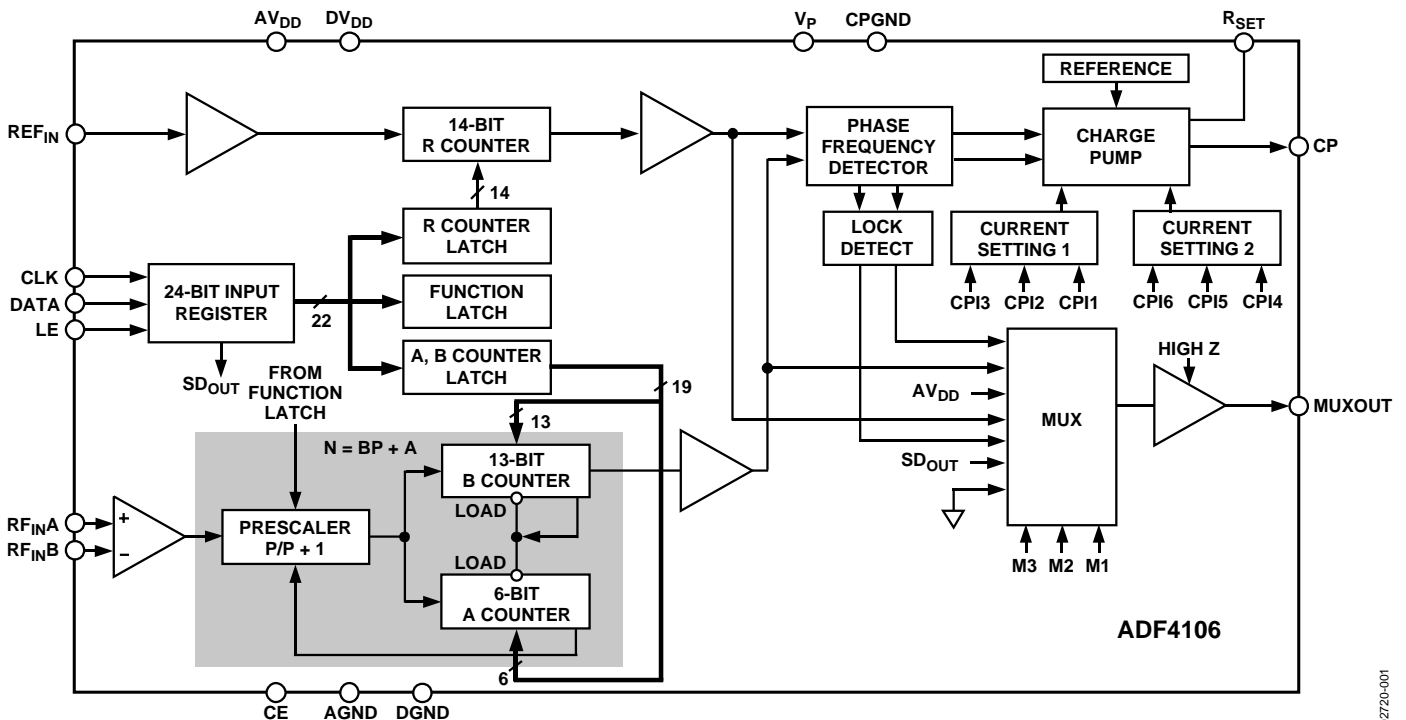 AVDD DVDD VP CPGND RSET
REFERENCE
REFIN
14-BIT
R COUNTER
PHASE
FREQUENCY
DETECTOR
CHARGE
PUMP
CP
14
R COUNTER
LATCH
LOCK
DETECT
CURRENT
SETTING 1
CURRENT
SETTING 2
CPI3 CPI2 CPI1
CPI6 CPI5 CPI4
CLK
DATA
LE
24-BIT INPUT
REGISTER
22
FUNCTION
LATCH
A, B COUNTER
LATCH
SDOUT
FROM
FUNCTION
LATCH
19
13
HIGH Z
AVDD
MUX
MUXOUT
SDOUT
N = BP + A
13-BIT
B COUNTER
LOAD
RFINA
RFINB
+
−
PRESCALER
P/P + 1
LOAD
6-BIT
A COUNTER
6
M3 M2 M1
ADF4106
CE AGND DGND
2720-001